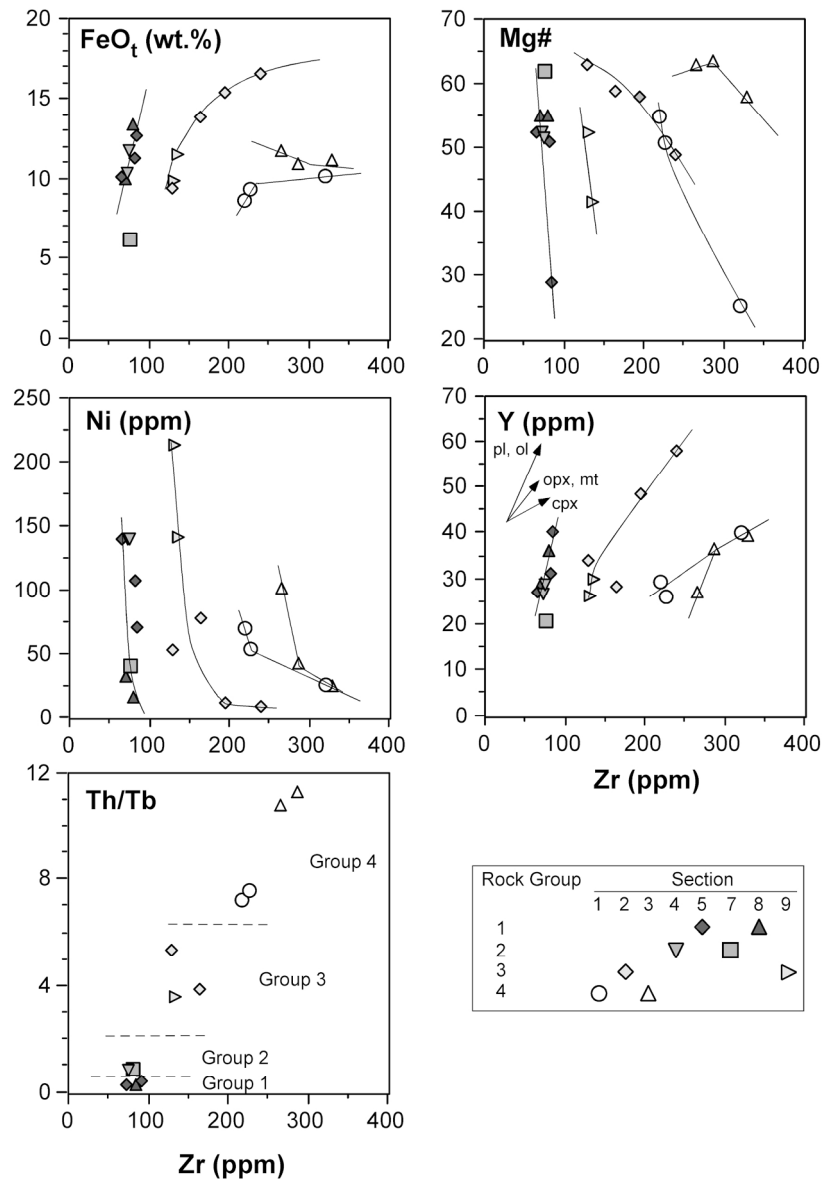 FeOt (wt.%)
20
15
10
5
0
0 100 200 300 400
Mg#
70
60
50
40
30
20
0 100 200 300 400
Ni (ppm)
250
200
150
100
50
0
0 100 200 300 400
Y (ppm)
70
60
50
40
30
20
10
0
pl, ol
opx, mt
cpx
0 100 200 300 400
Zr (ppm)
Th/Tb
12
8
4
0
Group 4
Group 3
Group 2
Group 1
0 100 200 300 400
Zr (ppm)
Rock Group Section
1 2 3 4 5 7 8 9
1
2
3
4